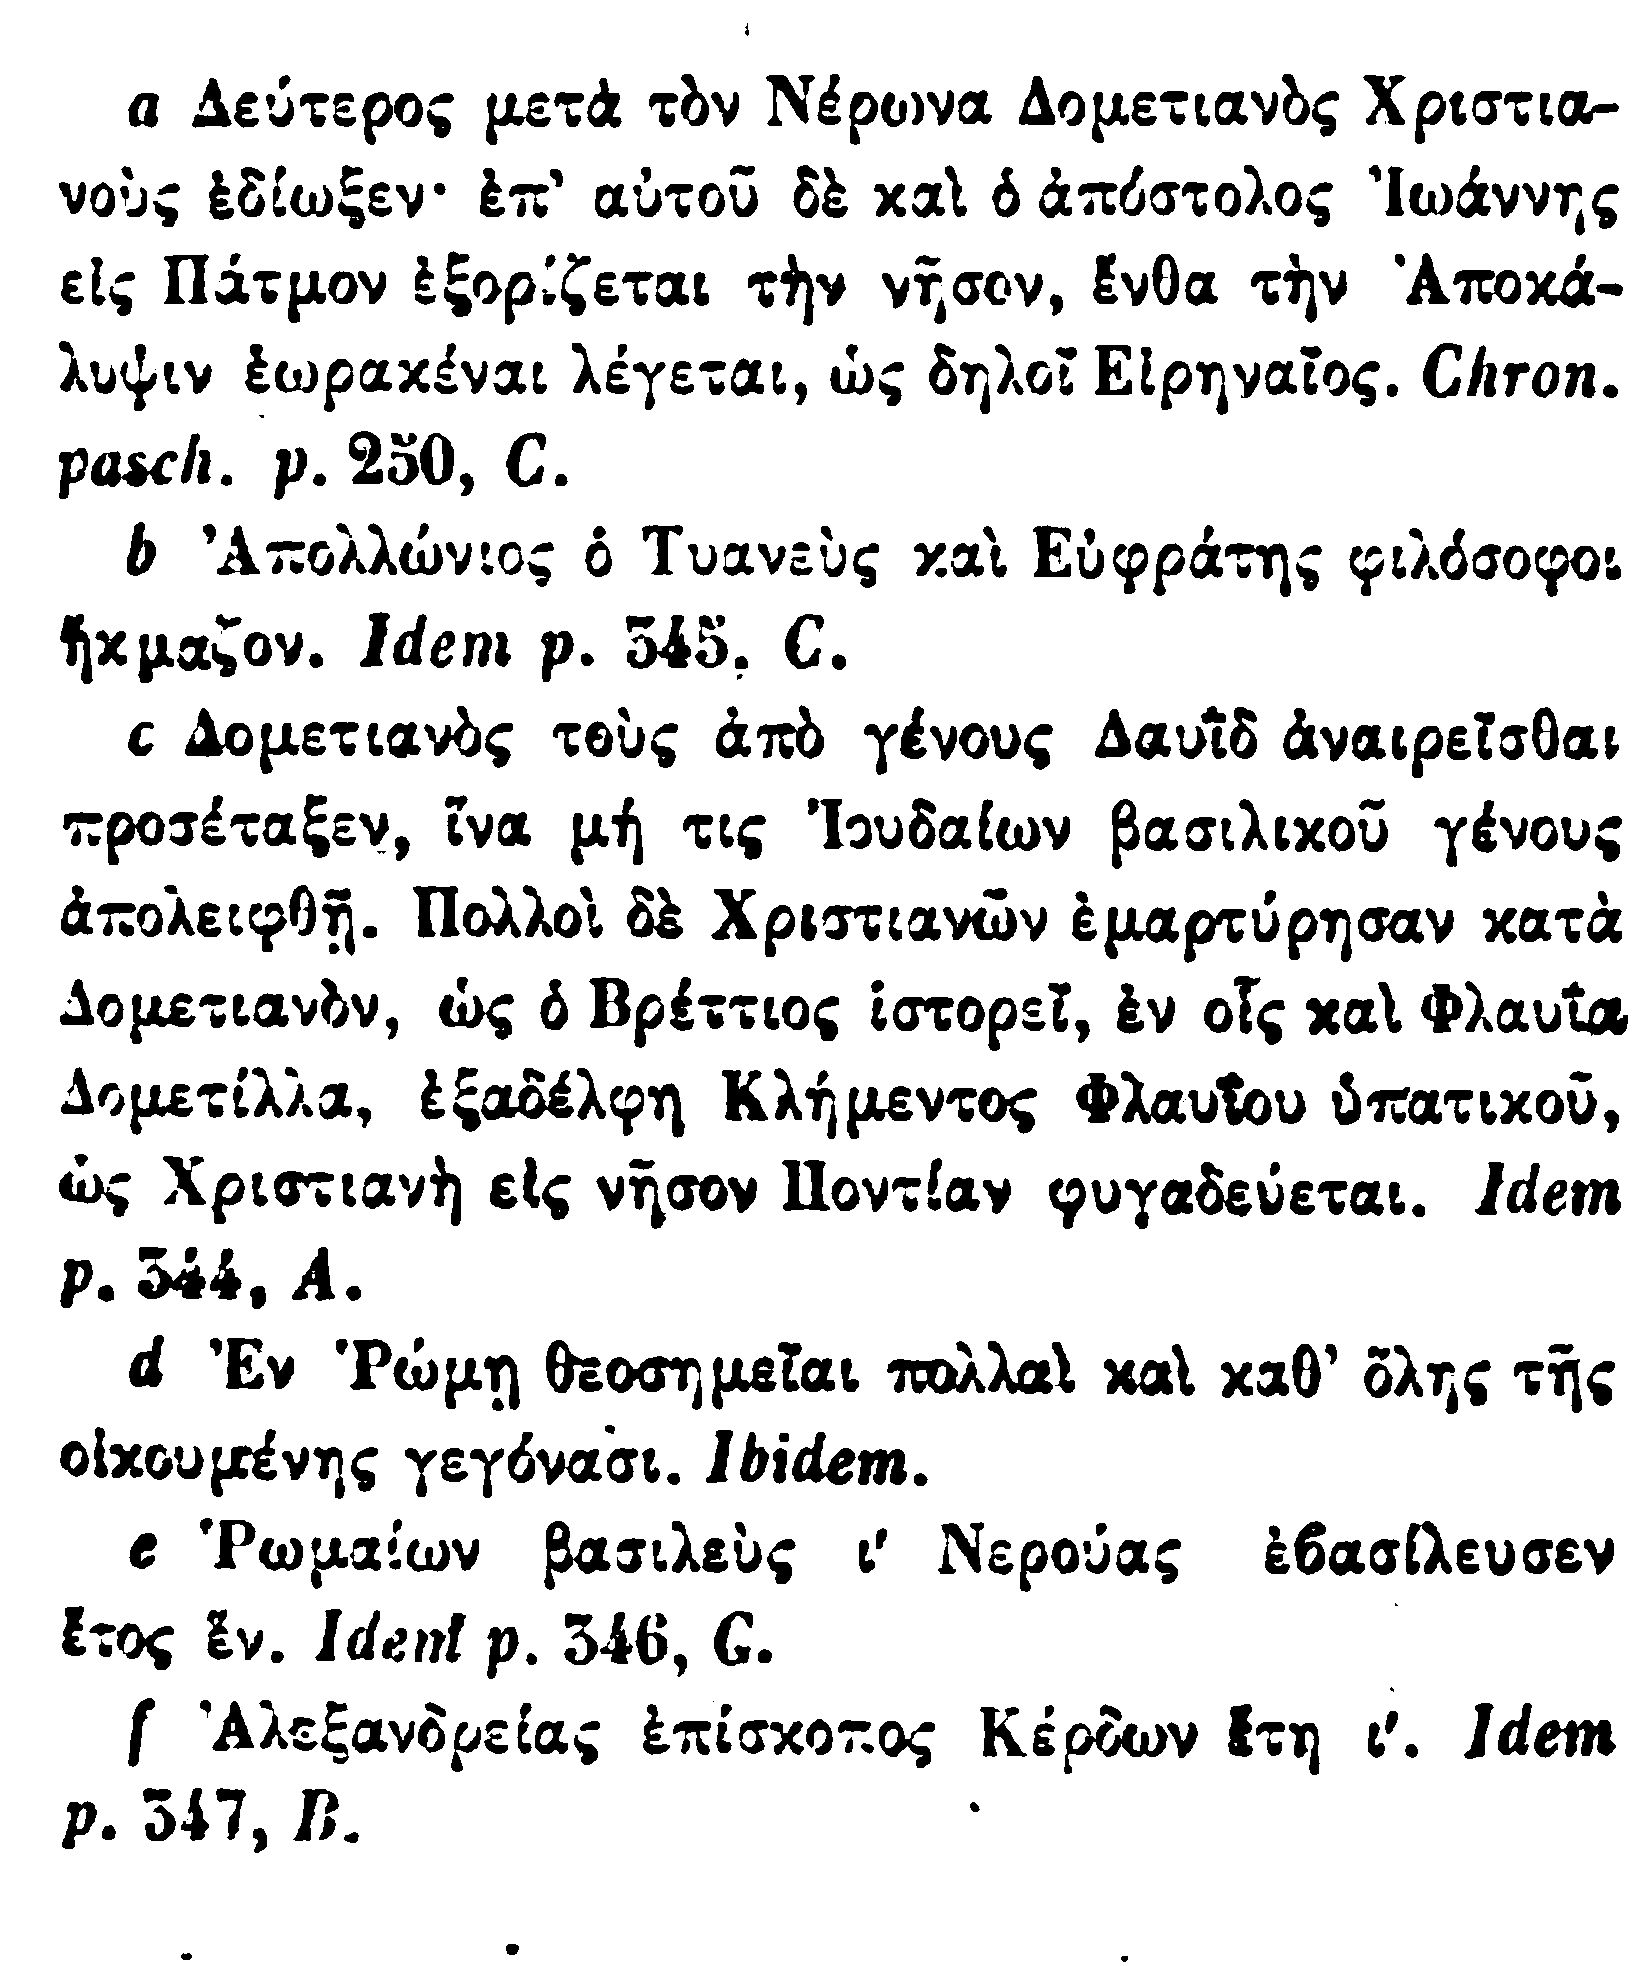 a Δεύτερος μετὰ τὸν Νέρωνα Δομετιανὸς Χριστια-
νοὺς ἐδίωξεν· ἐπ’ αὐτοῦ δὲ καὶ ὁ ἀπόστολος Ἰωάννης
εἰς Πάτμον ἐξορίζεται τὴν νῆσον, ἔνθα τὴν Ἀποκά-
λυψιν ἑωρακέναι λέγεται, ὡς δηλοῖ Εἰρηναῖος. Chron.
pasch. p. 250, C.
b Ἀπολλώνιος ὁ Τυανεὺς καὶ Εὐφράτης φιλόσοφοι
ἤκμαζον. Idem p. 345. C.
c Δομετιανὸς τοὺς ἀπὸ γένους Δαυῒδ ἀναιρεῖσθαι
προσέταξεν, ἵνα μή τις Ἰουδαίων βασιλικοῦ γένους
ἀπολειφθῇ. Πολλοὶ δὲ Χριστιανῶν ἐμαρτύρησαν κατὰ
Δομετιανὸν, ὡς ὁ Βρέττιος ἱστορεῖ, ἐν οἷς καὶ Φλαυΐα
Δομετίλλα, ἐξαδέλφη Κλήμεντος Φλαυΐου ὑπατικοῦ,
ὡς Χριστιανὴ εἰς νῆσον Ποντίαν φυγαδεύεται. Idem
p. 344, A.
d Ἐν Ῥώμῃ θεοσημεῖαι πολλαὶ καὶ καθ’ ὅλης τῆς
οἰκουμένης γεγόνασι. Ibidem.
e Ῥωμαίων βασιλεὺς ι′ Νερούας ἐϐασίλευσεν
ἔτος ἕν. Idem p. 346, C.
f Ἀλεξανδρείας ἐπίσκοπος Κέρδων ἔτη ι′. Idem
p. 347, B.